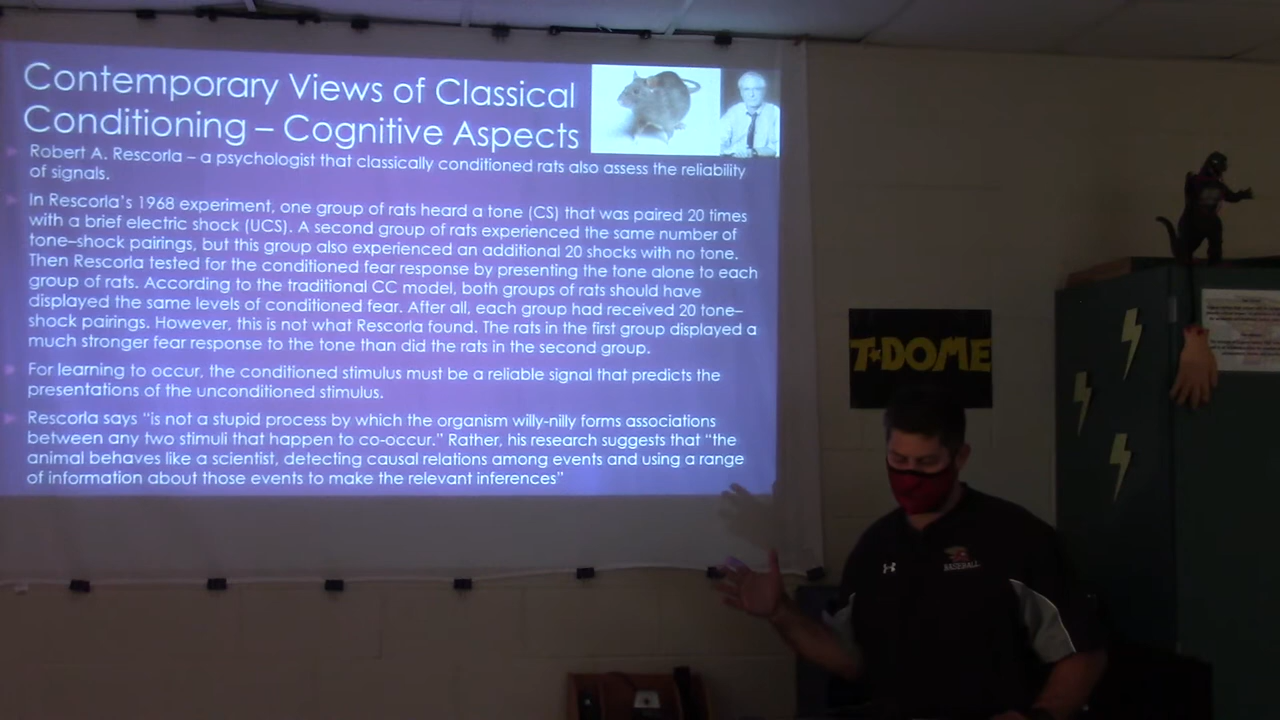 Contemporary Views of Classical
Conditioning – Cognitive Aspects
Robert A. Rescorla – a psychologist that classically conditioned rats also assess the reliability
of signals.
In Rescorla's 1968 experiment, one group of rats heard a tone (CS) that was paired 20 times
with a brief electric shock (UCS). A second group of rats experienced the same number of
tone–shock pairings, but this group also experienced an additional 20 shocks with no tone.
Then Rescorla tested for the conditioned fear response by presenting the tone alone to each
group of rats. According to the traditional CC model, both groups of rats should have
displayed the same levels of conditioned fear. After all, each group had received 20 tone–
shock pairings. However, this is not what Rescorla found. The rats in the first group displayed a
much stronger fear response to the tone than did the rats in the second group.
For learning to occur, the conditioned stimulus must be a reliable signal that predicts the
presentations of the unconditioned stimulus.
Rescorla says "is not a stupid process by which the organism willy-nilly forms associations
between any two stimuli that happen to co-occur." Rather, his research suggests that "the
animal behaves like a scientist, detecting causal relations among events and using a range
of information about those events to make the relevant inferences"
T★DOME
BASEBALL